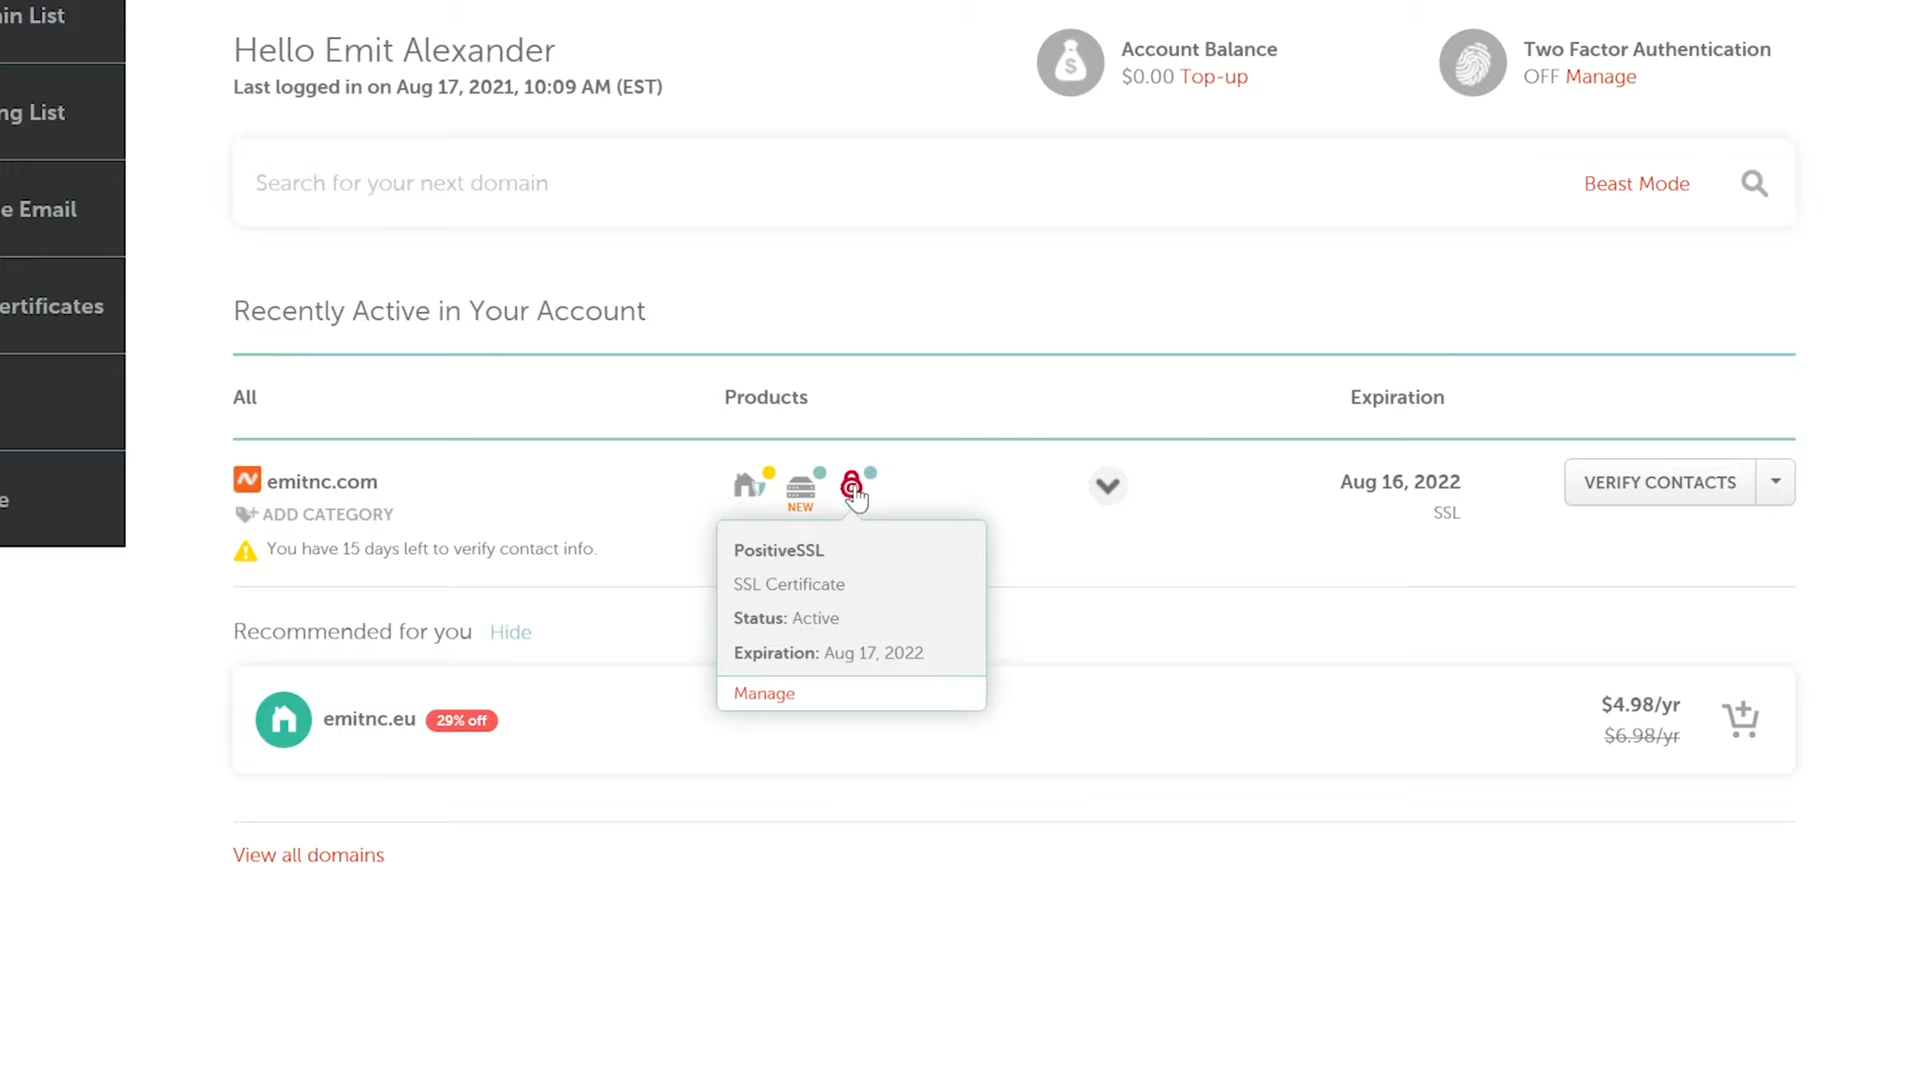 in List
ng List
e Email
ertificates
e
Hello Emit Alexander
Last logged in on Aug 17, 2021, 10:09 AM (EST)
Account Balance
$0.00 Top-up
Two Factor Authentication
OFF Manage
Search for your next domain
Beast Mode
Recently Active in Your Account
All
Products
Expiration
emitnc.com
ADD CATEGORY
You have 15 days left to verify contact info.
NEW
Aug 16, 2022
SSL
VERIFY CONTACTS
PositiveSSL
SSL Certificate
Status: Active
Expiration: Aug 17, 2022
Manage
Recommended for you Hide
emitnc.eu 29% off
$4.98/yr
$6.98/yr
View all domains